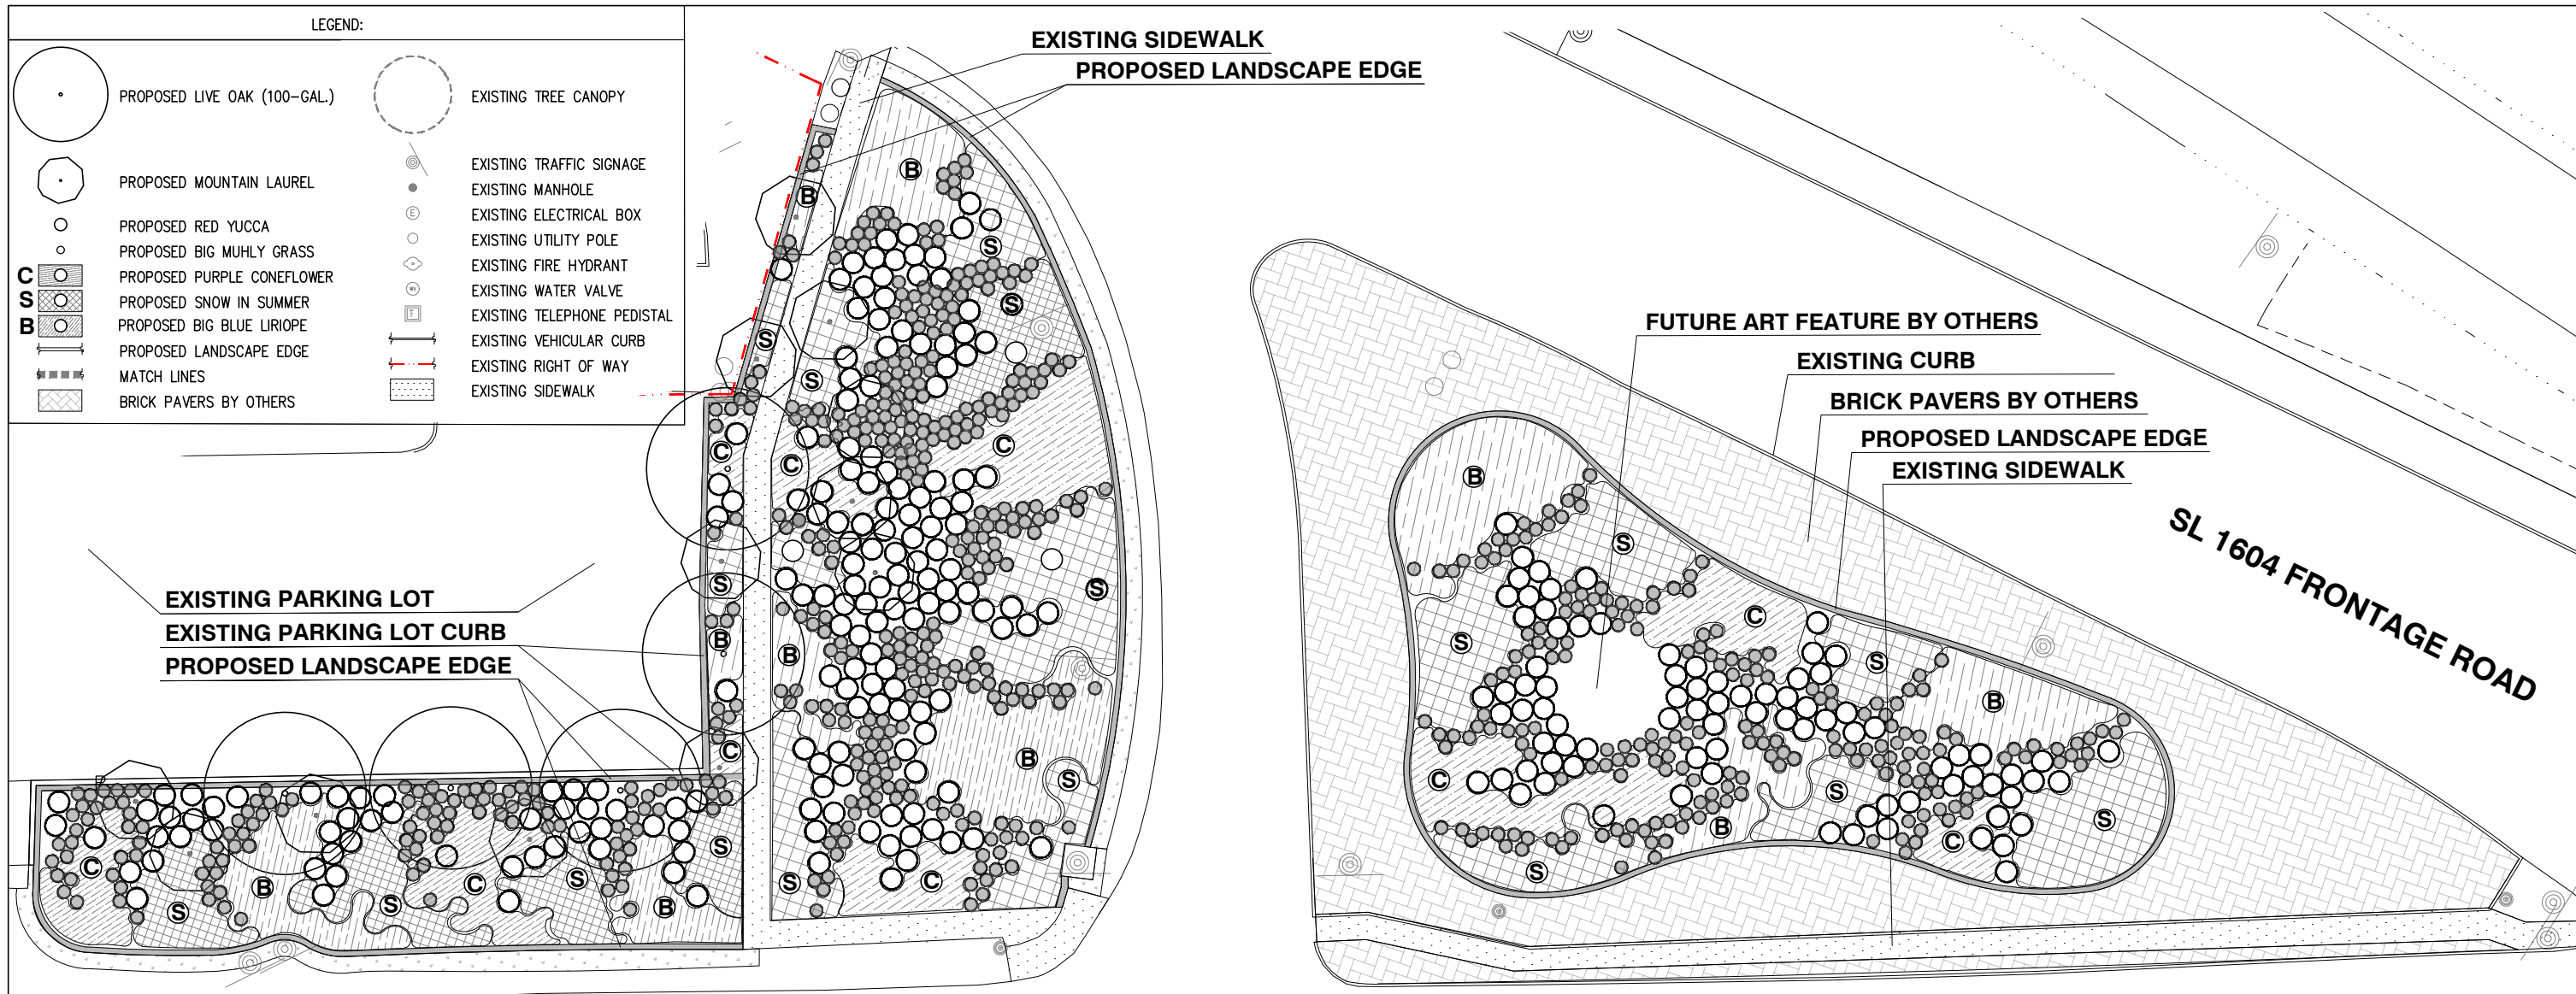 LEGEND:
PROPOSED LIVE OAK (100-GAL.)
EXISTING TREE CANOPY
PROPOSED MOUNTAIN LAUREL
PROPOSED RED YUCCA
PROPOSED BIG MUHLY GRASS
C PROPOSED PURPLE CONEFLOWER
S PROPOSED SNOW IN SUMMER
B PROPOSED BIG BLUE LIRIOPE
PROPOSED LANDSCAPE EDGE
MATCH LINES
BRICK PAVERS BY OTHERS
EXISTING TRAFFIC SIGNAGE
EXISTING MANHOLE
E EXISTING ELECTRICAL BOX
EXISTING UTILITY POLE
EXISTING FIRE HYDRANT
WV EXISTING WATER VALVE
T EXISTING TELEPHONE PEDISTAL
EXISTING VEHICULAR CURB
EXISTING RIGHT OF WAY
EXISTING SIDEWALK
EXISTING SIDEWALK
PROPOSED LANDSCAPE EDGE
B
B
S
S
S
S
C
C
C
S
S
B
B
B
S
C
S
C
B
S
C
S
B
S
C
S
EXISTING PARKING LOT
EXISTING PARKING LOT CURB
PROPOSED LANDSCAPE EDGE
FUTURE ART FEATURE BY OTHERS
EXISTING CURB
BRICK PAVERS BY OTHERS
PROPOSED LANDSCAPE EDGE
EXISTING SIDEWALK
SL 1604 FRONTAGE ROAD
B
S
S
C
S
B
C
S
B
S
C
S